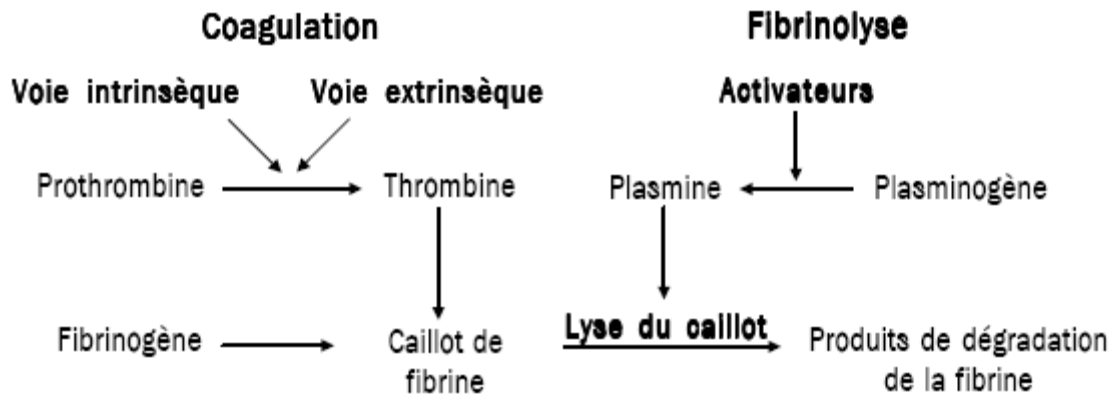 Coagulation Fibrinolyse
Voie intrinsèque Voie extrinsèque Activateurs
Prothrombine Thrombine Plasmine Plasminogène
Fibrinogène Caillot de fibrine Lyse du caillot Produits de dégradation de la fibrine